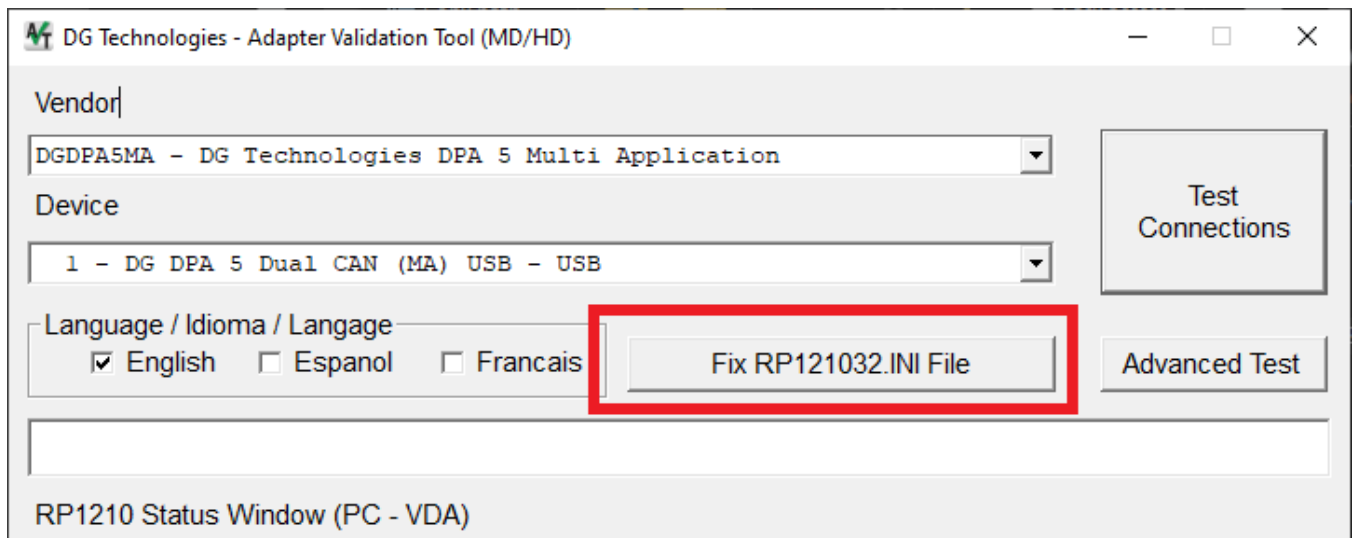 DG Technologies - Adapter Validation Tool (MD/HD)
Vendor
DGDPA5MA - DG Technologies DPA 5 Multi Application
Test
Connections
Device
1 - DG DPA 5 Dual CAN (MA) USB - USB
Language / Idioma / Langage
English Espanol Francais
Fix RP121032.INI File
Advanced Test
RP1210 Status Window (PC - VDA)